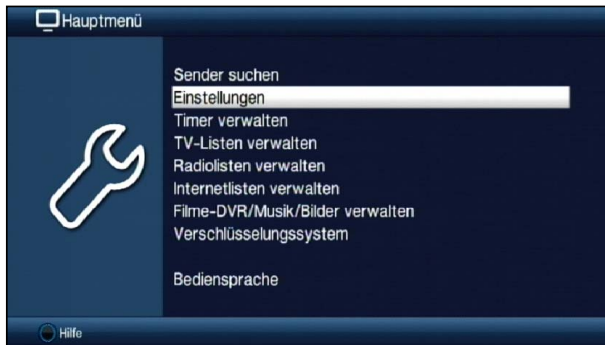 Hauptmenü
Sender suchen
Einstellungen
Timer verwalten
TV-Listen verwalten
Radiolisten verwalten
Internetlisten verwalten
Filme-DVR/Musik/Bilder verwalten
Verschlüsselungssystem
Bediensprache
Hilfe